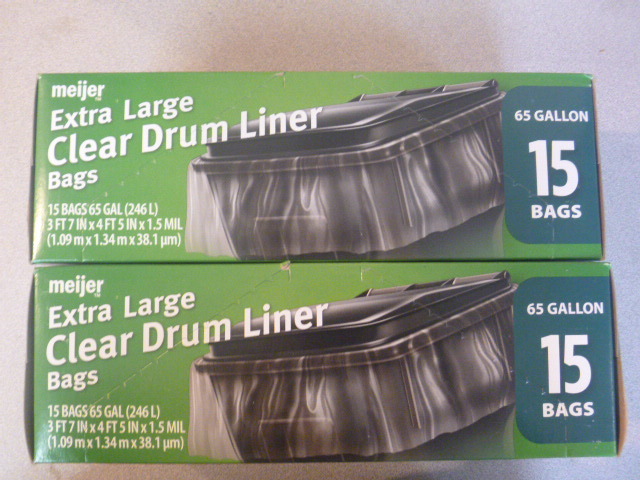 meijer
Extra Large
Clear Drum Liner
Bags
15 BAGS 65 GAL (246 L)
3 FT 7 IN x 4 FT 5 IN x 1.5 MIL
(1.09 m x 1.34 m x 38.1 µm)
65 GALLON
15
BAGS
meijer
Extra Large
Clear Drum Liner
Bags
15 BAGS 65 GAL (246 L)
3 FT 7 IN x 4 FT 5 IN x 1.5 MIL
(1.09 m x 1.34 m x 38.1 µm)
65 GALLON
15
BAGS